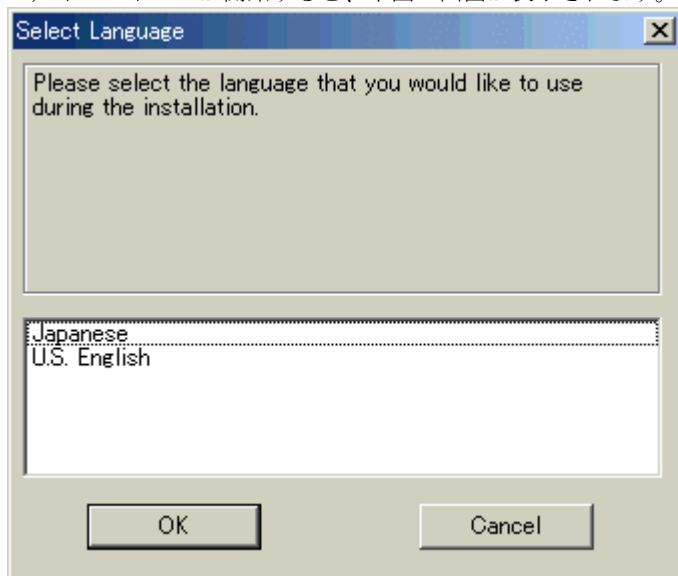 Select Language
Please select the language that you would like to use
during the installation.
Japanese
U.S. English
OK
Cancel